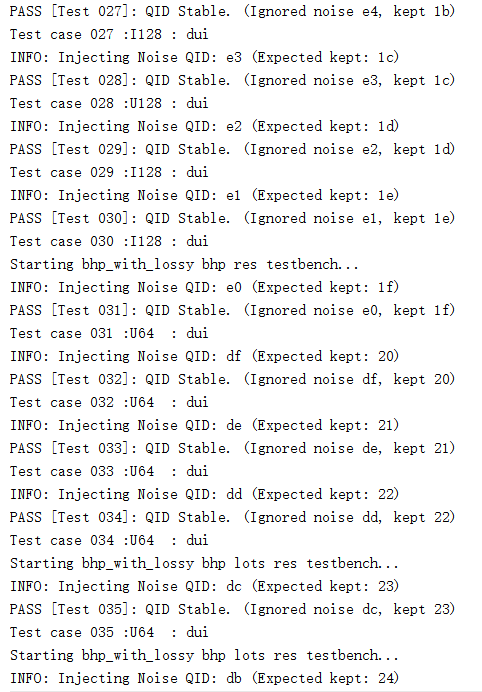 PASS [Test 027]: QID Stable. (Ignored noise e4, kept 1b)
Test case 027 :I128 : dui
INFO: Injecting Noise QID: e3 (Expected kept: 1c)
PASS [Test 028]: QID Stable. (Ignored noise e3, kept 1c)
Test case 028 :U128 : dui
INFO: Injecting Noise QID: e2 (Expected kept: 1d)
PASS [Test 029]: QID Stable. (Ignored noise e2, kept 1d)
Test case 029 :I128 : dui
INFO: Injecting Noise QID: e1 (Expected kept: 1e)
PASS [Test 030]: QID Stable. (Ignored noise e1, kept 1e)
Test case 030 :I128 : dui
Starting bhp_with_lossy bhp res testbench...
INFO: Injecting Noise QID: e0 (Expected kept: 1f)
PASS [Test 031]: QID Stable. (Ignored noise e0, kept 1f)
Test case 031 :U64  : dui
INFO: Injecting Noise QID: df (Expected kept: 20)
PASS [Test 032]: QID Stable. (Ignored noise df, kept 20)
Test case 032 :U64  : dui
INFO: Injecting Noise QID: de (Expected kept: 21)
PASS [Test 033]: QID Stable. (Ignored noise de, kept 21)
Test case 033 :U64  : dui
INFO: Injecting Noise QID: dd (Expected kept: 22)
PASS [Test 034]: QID Stable. (Ignored noise dd, kept 22)
Test case 034 :U64  : dui
Starting bhp_with_lossy bhp lots res testbench...
INFO: Injecting Noise QID: dc (Expected kept: 23)
PASS [Test 035]: QID Stable. (Ignored noise dc, kept 23)
Test case 035 :U64  : dui
Starting bhp_with_lossy bhp lots res testbench...
INFO: Injecting Noise QID: db (Expected kept: 24)